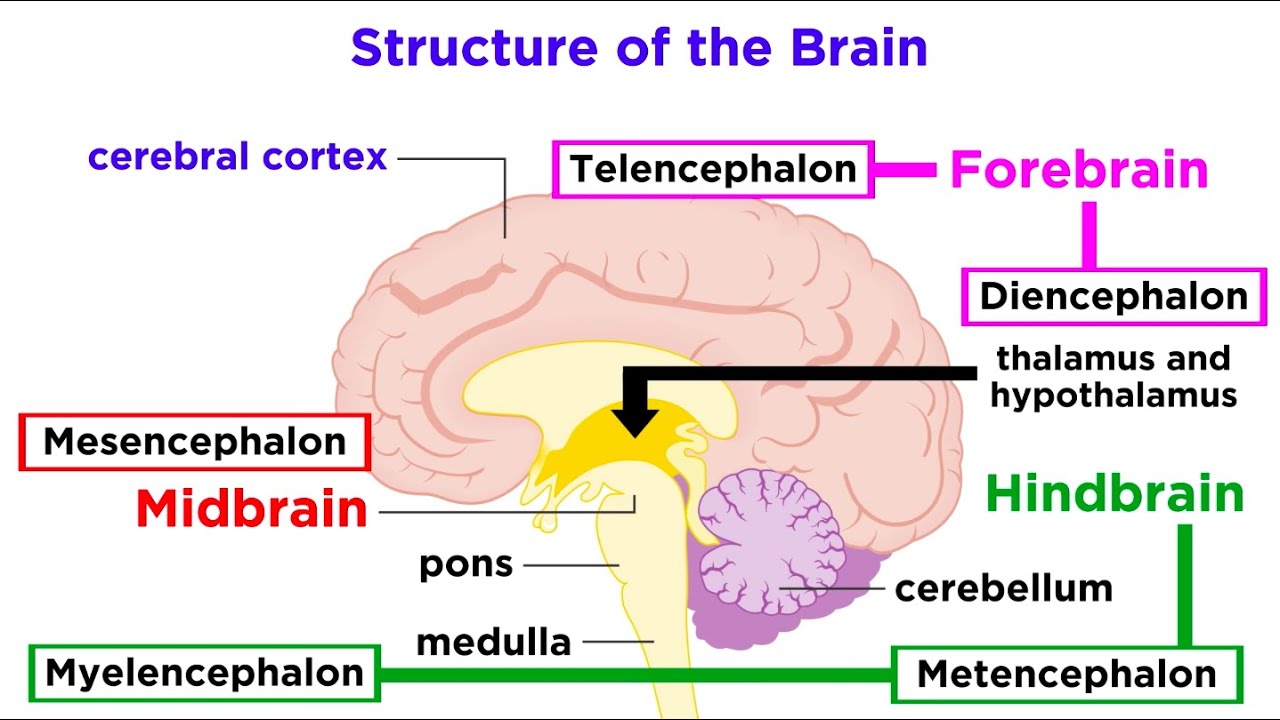 Structure of the Brain
cerebral cortex
Telencephalon
Forebrain
Diencephalon
thalamus and
hypothalamus
Mesencephalon
Midbrain
Hindbrain
pons
cerebellum
medulla
Myelencephalon
Metencephalon